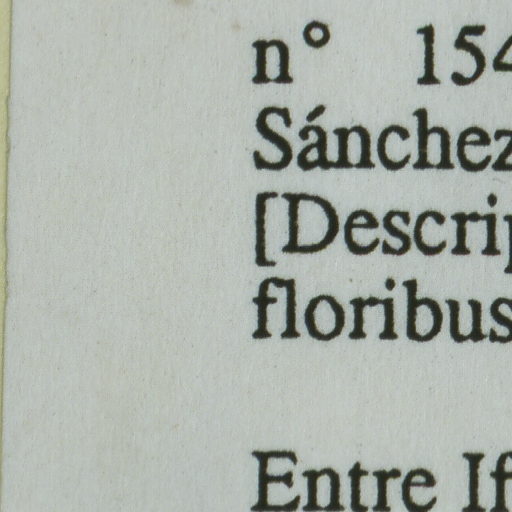 n° 154
Sánchez
[Descrip
floribus
Entre If